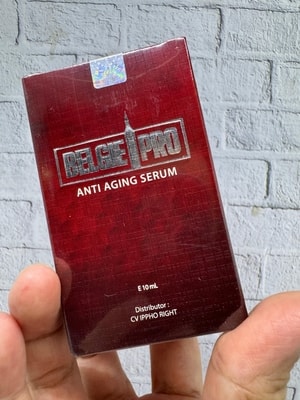 BELGIE PRO
ANTI AGING SERUM
E 10 mL
Distributor :
CV IPPHO RIGHT